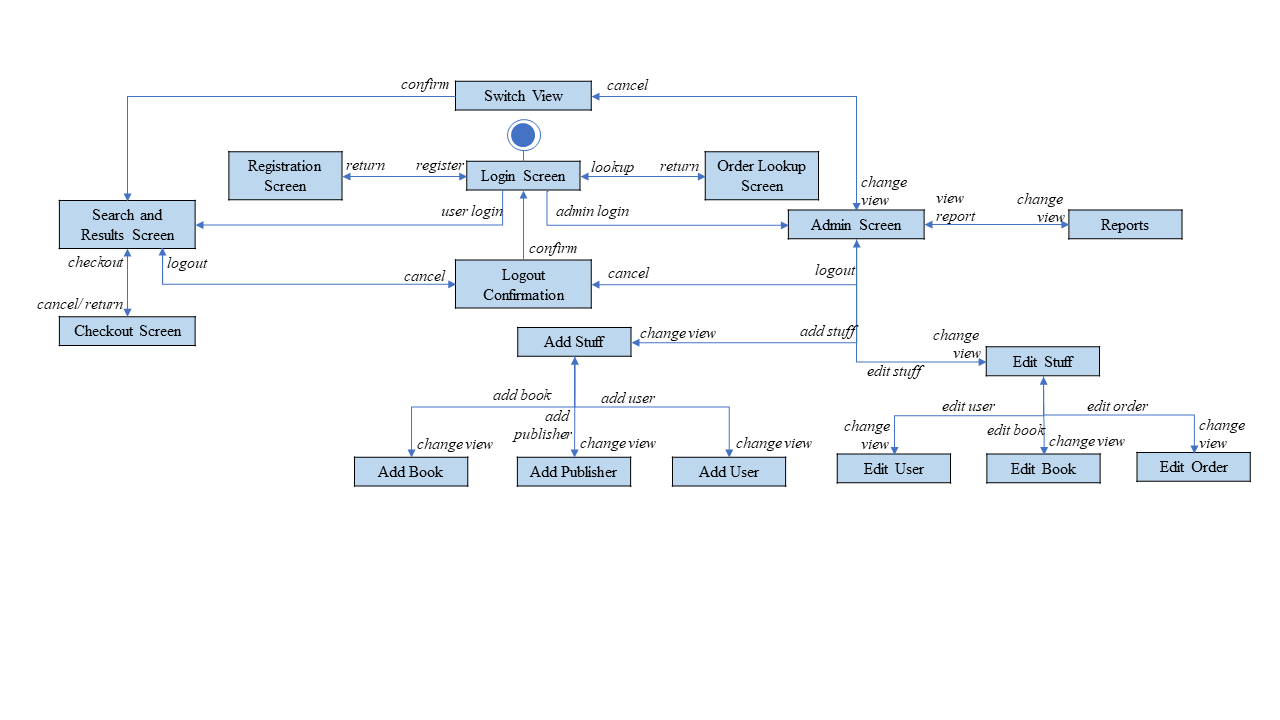 confirm
Switch View
cancel
Registration
Screen
return
register
Login Screen
lookup
return
Order Lookup
Screen
change
view
Search and
Results Screen
user login
admin login
Admin Screen
view
report
change
view
Reports
checkout
logout
confirm
cancel
Logout
Confirmation
cancel
logout
cancel/ return
Checkout Screen
Add Stuff
change view
add stuff
edit stuff
change
view
Edit Stuff
add book
add
publisher
add user
edit user
edit book
edit order
change view
change view
change view
change
view
change view
change
view
Add Book
Add Publisher
Add User
Edit User
Edit Book
Edit Order